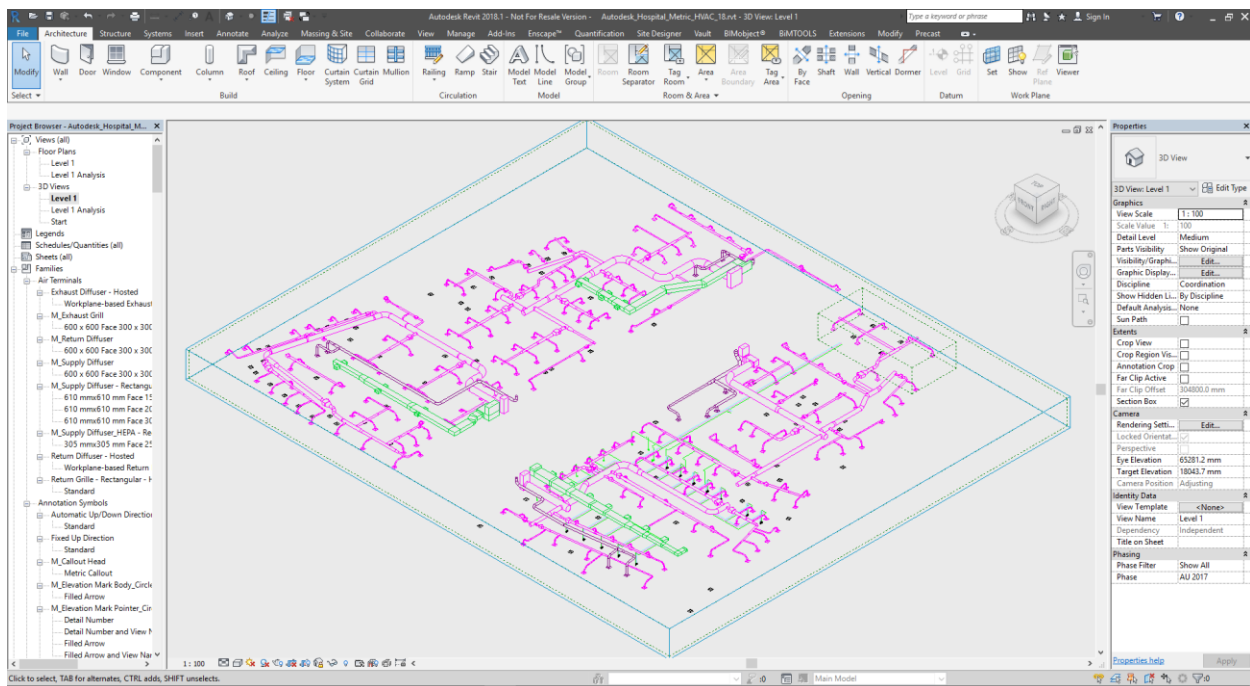 Autodesk Revit 2018.1 - Not For Resale Version - Autodesk_Hospital_Metric_HVAC_18.rvt - 3D View: Level 1
Type a keyword or phrase
Sign In
File Architecture Structure Systems Insert Annotate Analyze Massing & Site Collaborate View Manage Add-Ins Enscape™ Quantification Site Designer Vault BIMobject® BiMTOOLS Extensions Modify Precast
Modify Wall Door Window Component Column Roof Ceiling Floor Curtain System Curtain Grid Mullion Railing Ramp Stair Model Text Model Line Model Group Room Room Separator Tag Room Area Area Boundary Tag Area By Face Shaft Wall Vertical Dormer Level Grid Set Show Ref Plane Viewer
Select Build Circulation Model Room & Area Opening Datum Work Plane
Project Browser - Autodesk_Hospital_M...
Views (all)
Floor Plans
Level 1
Level 1 Analysis
3D Views
Level 1
Level 1 Analysis
Start
Legends
Schedules/Quantities (all)
Sheets (all)
Families
Air Terminals
Exhaust Diffuser - Hosted
Workplane-based Exhaust
M_Exhaust Grill
600 x 600 Face 300 x 300
M_Return Diffuser
600 x 600 Face 300 x 300
M_Supply Diffuser
600 x 600 Face 300 x 300
M_Supply Diffuser - Rectangu
610 mmx610 mm Face 15
610 mmx610 mm Face 20
610 mmx610 mm Face 30
M_Supply Diffuser_HEPA - Re
305 mmx305 mm Face 25
Return Diffuser - Hosted
Workplane-based Return
Return Grille - Rectangular - H
Standard
Annotation Symbols
Automatic Up/Down Direction
Standard
Fixed Up Direction
Standard
M_Callout Head
Metric Callout
M_Elevation Mark Body_Circle
Filled Arrow
M_Elevation Mark Pointer_Cir
Detail Number
Detail Number and View N
Filled Arrow
Filled Arrow and View Nar
TOP
FRONT
RIGHT
Properties
3D View
3D View: Level 1 Edit Type
Graphics
View Scale 1 : 100
Scale Value 1: 100
Detail Level Medium
Parts Visibility Show Original
Visibility/Graphi... Edit...
Graphic Display... Edit...
Discipline Coordination
Show Hidden Li... By Discipline
Default Analysis... None
Sun Path
Extents
Crop View
Crop Region Vis...
Annotation Crop
Far Clip Active
Far Clip Offset 304800.0 mm
Section Box
Camera
Rendering Setti... Edit...
Locked Orientat...
Perspective
Eye Elevation 65281.2 mm
Target Elevation 18043.7 mm
Camera Position Adjusting
Identity Data
View Template <None>
View Name Level 1
Dependency Independent
Title on Sheet
Phasing
Phase Filter Show All
Phase AU 2017
Properties help Apply
1 : 100
Click to select, TAB for alternates, CTRL adds, SHIFT unselects.
:0
Main Model
:0